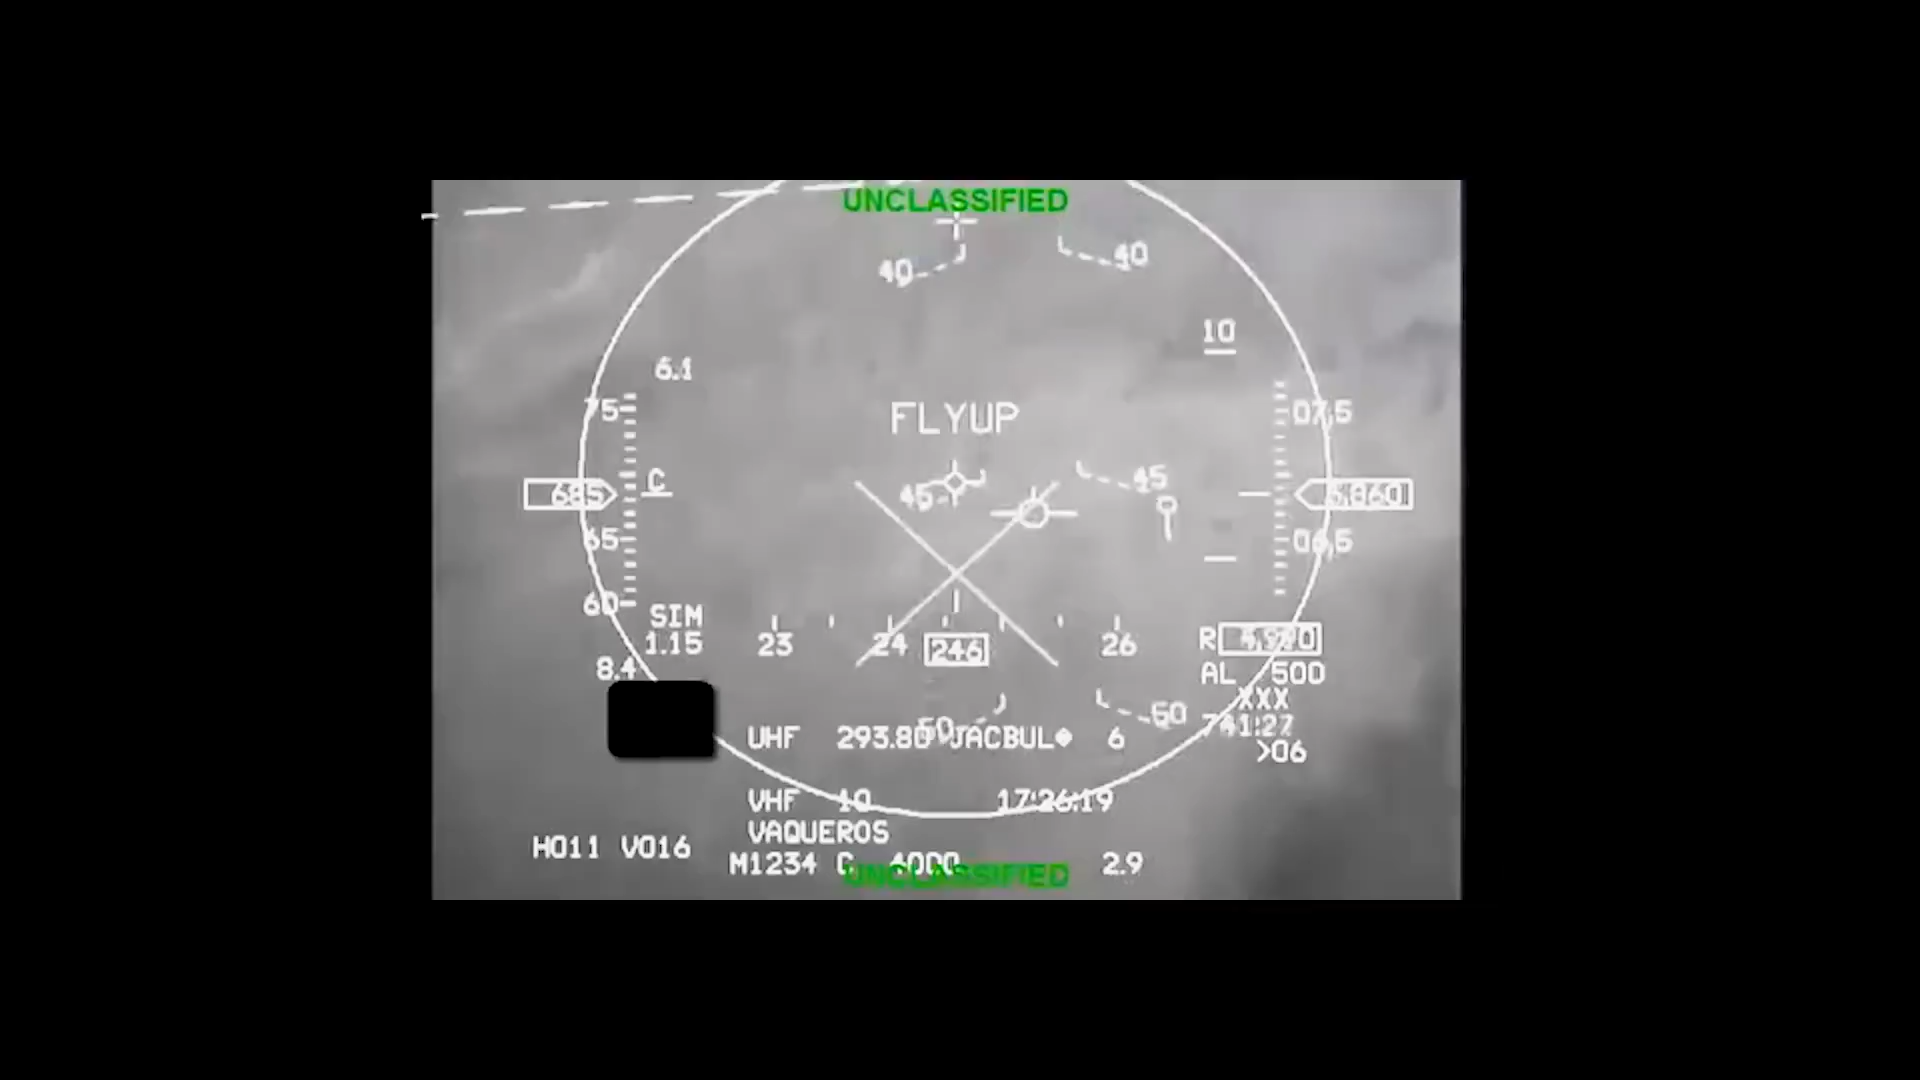 UNCLASSIFIED
40 40
10
6.1
FLYUP
75 07,5
C
45 45
685
65 06,5
60
SIM
1.15
23 24 246 26
R
AL 500
8.4
XXX
>06
50 50
UHF 293.80 JACBUL 6
VHF 10 17:26:19
VAQUEROS
H011 V016
M1234 C 4000 2.9
UNCLASSIFIED